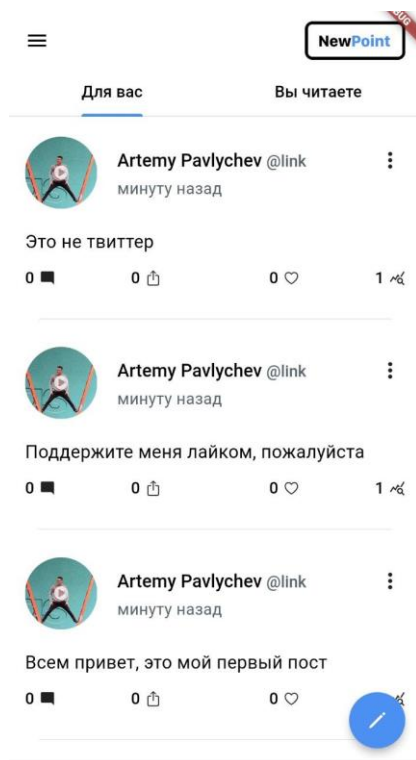 NewPoint
Для вас
Вы читаете
Artemy Pavlychev @link
минуту назад
Это не твиттер
0 0 0 1
Artemy Pavlychev @link
минуту назад
Поддержите меня лайком, пожалуйста
0 0 0 1
Artemy Pavlychev @link
минуту назад
Всем привет, это мой первый пост
0 0 0